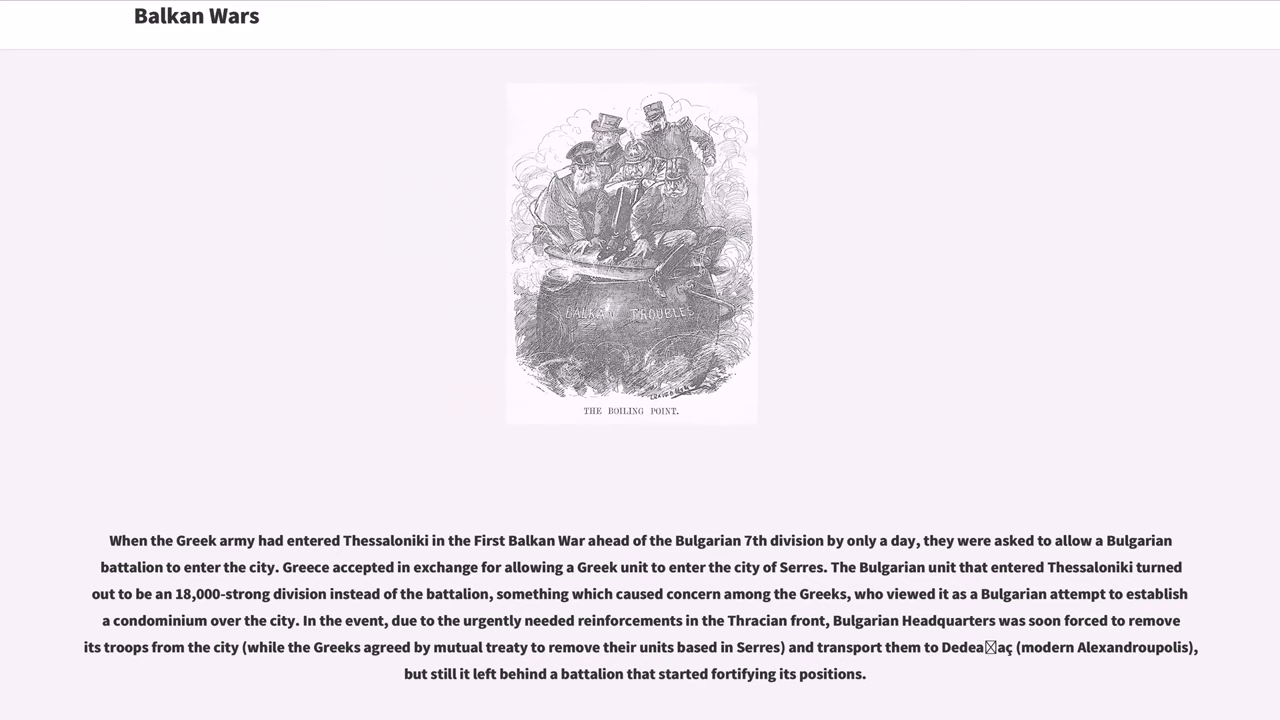 Balkan Wars
BALKAN TROUBLES
THE BOILING POINT.
When the Greek army had entered Thessaloniki in the First Balkan War ahead of the Bulgarian 7th division by only a day, they were asked to allow a Bulgarian
battalion to enter the city. Greece accepted in exchange for allowing a Greek unit to enter the city of Serres. The Bulgarian unit that entered Thessaloniki turned
out to be an 18,000-strong division instead of the battalion, something which caused concern among the Greeks, who viewed it as a Bulgarian attempt to establish
a condominium over the city. In the event, due to the urgently needed reinforcements in the Thracian front, Bulgarian Headquarters was soon forced to remove
its troops from the city (while the Greeks agreed by mutual treaty to remove their units based in Serres) and transport them to Dedea☒aç (modern Alexandroupolis),
but still it left behind a battalion that started fortifying its positions.